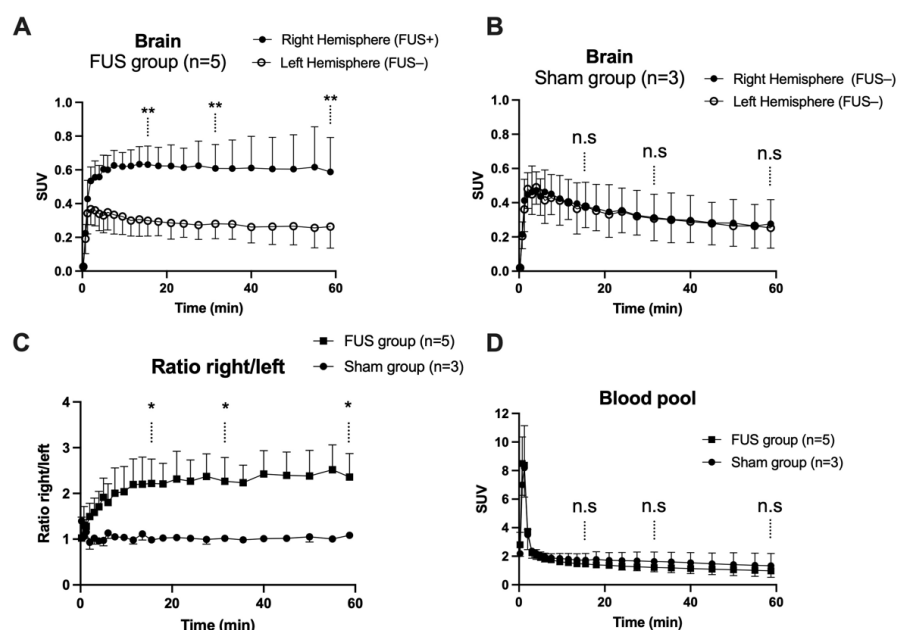 A
Brain
FUS group (n=5)
Right Hemisphere (FUS+)
Left Hemisphere (FUS–)
**
**
**
1.0
0.8
0.6
0.4
0.2
0.0
SUV
0
20
40
60
Time (min)
B
Brain
Sham group (n=3)
Right Hemisphere (FUS–)
Left Hemisphere (FUS–)
n.s
n.s
n.s
1.0
0.8
0.6
0.4
0.2
0.0
SUV
0
20
40
60
Time (min)
C
Ratio right/left
FUS group (n=5)
Sham group (n=3)
*
*
*
4
3
2
1
0
Ratio right/left
0
20
40
60
Time (min)
D
Blood pool
FUS group (n=5)
Sham group (n=3)
n.s
n.s
n.s
12
10
8
6
4
2
0
SUV
0
20
40
60
Time (min)